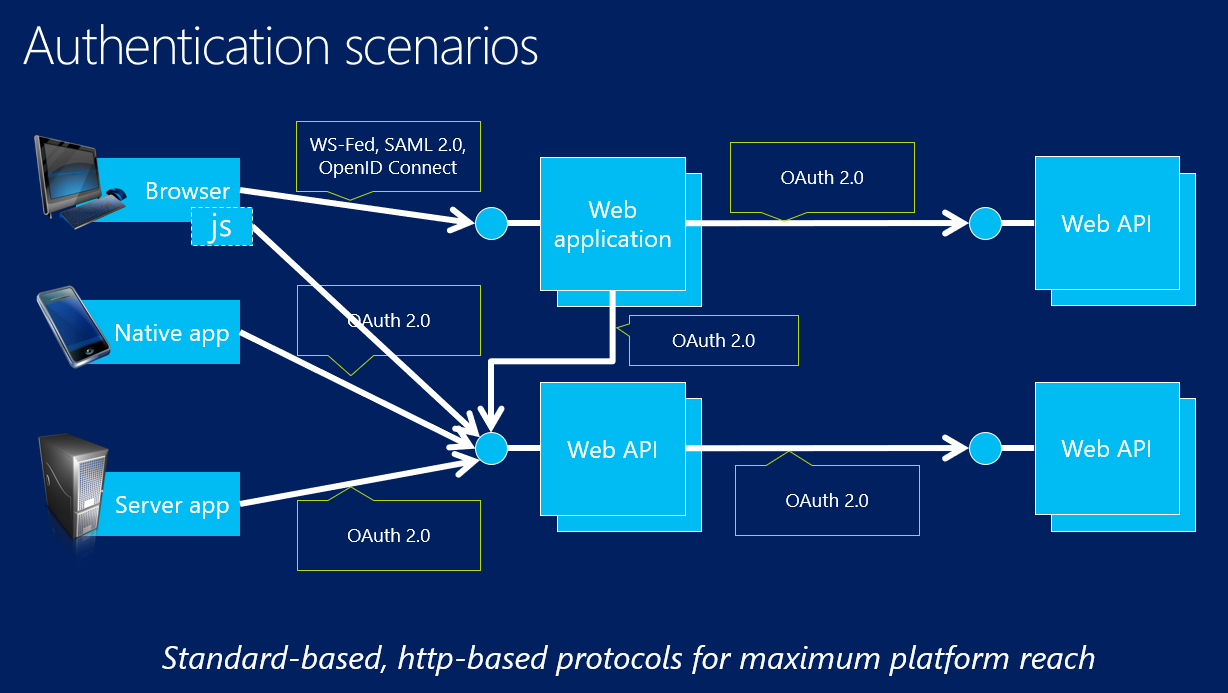 Authentication scenarios
WS-Fed, SAML 2.0,
OpenID Connect
OAuth 2.0
Browser
js
Web
application
Web API
Native app
OAuth 2.0
OAuth 2.0
Web API
Web API
Server app
OAuth 2.0
OAuth 2.0
Standard-based, http-based protocols for maximum platform reach